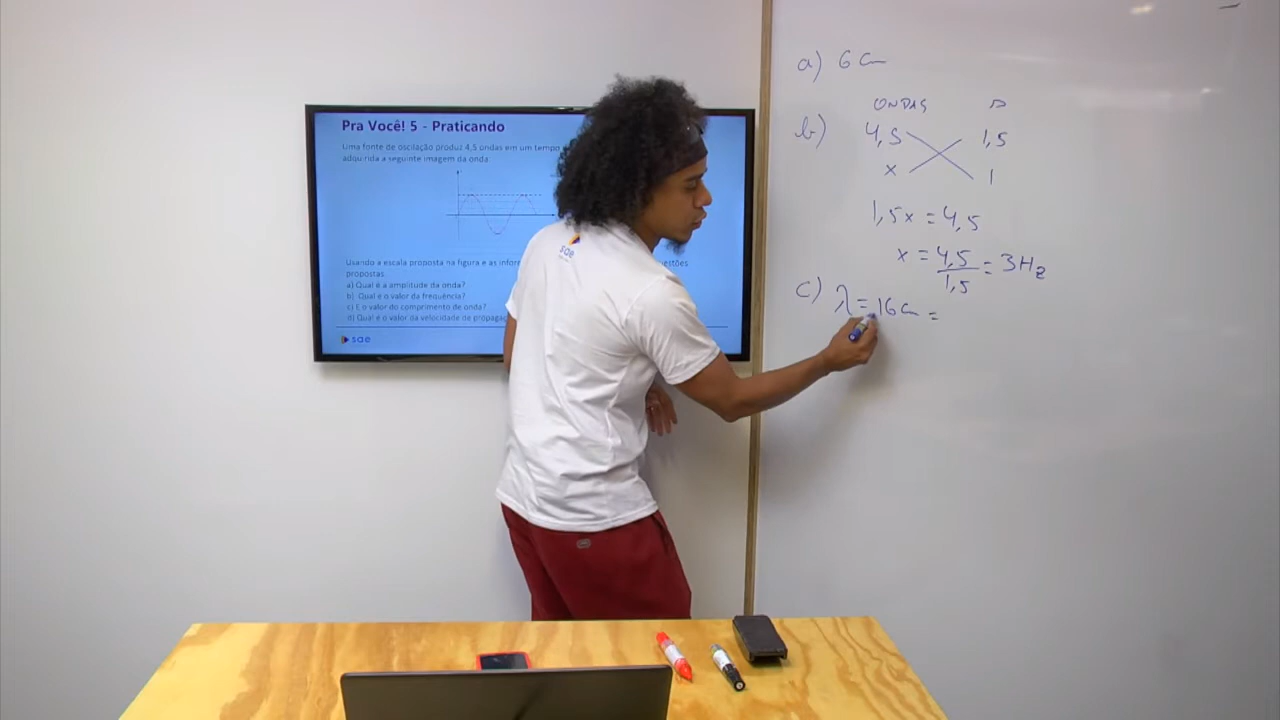 Pra Você! 5 - Praticando
Uma fonte de oscilação produz 4,5 ondas em um tempo
adquirida a seguinte imagem da onda:
Usando a escala proposta na figura e as
propostas.
a) Qual é a amplitude da onda?
b) Qual é o valor da frequência?
c) E o valor do comprimento de onda?
d) Qual é o valor da velocidade de
sae
sae
a) 6 cm
ONDAS s
b) 4,5 1,5
x 1
1,5x = 4,5
x = 4,5 / 1,5 = 3 Hz
c) λ = 16 cm =